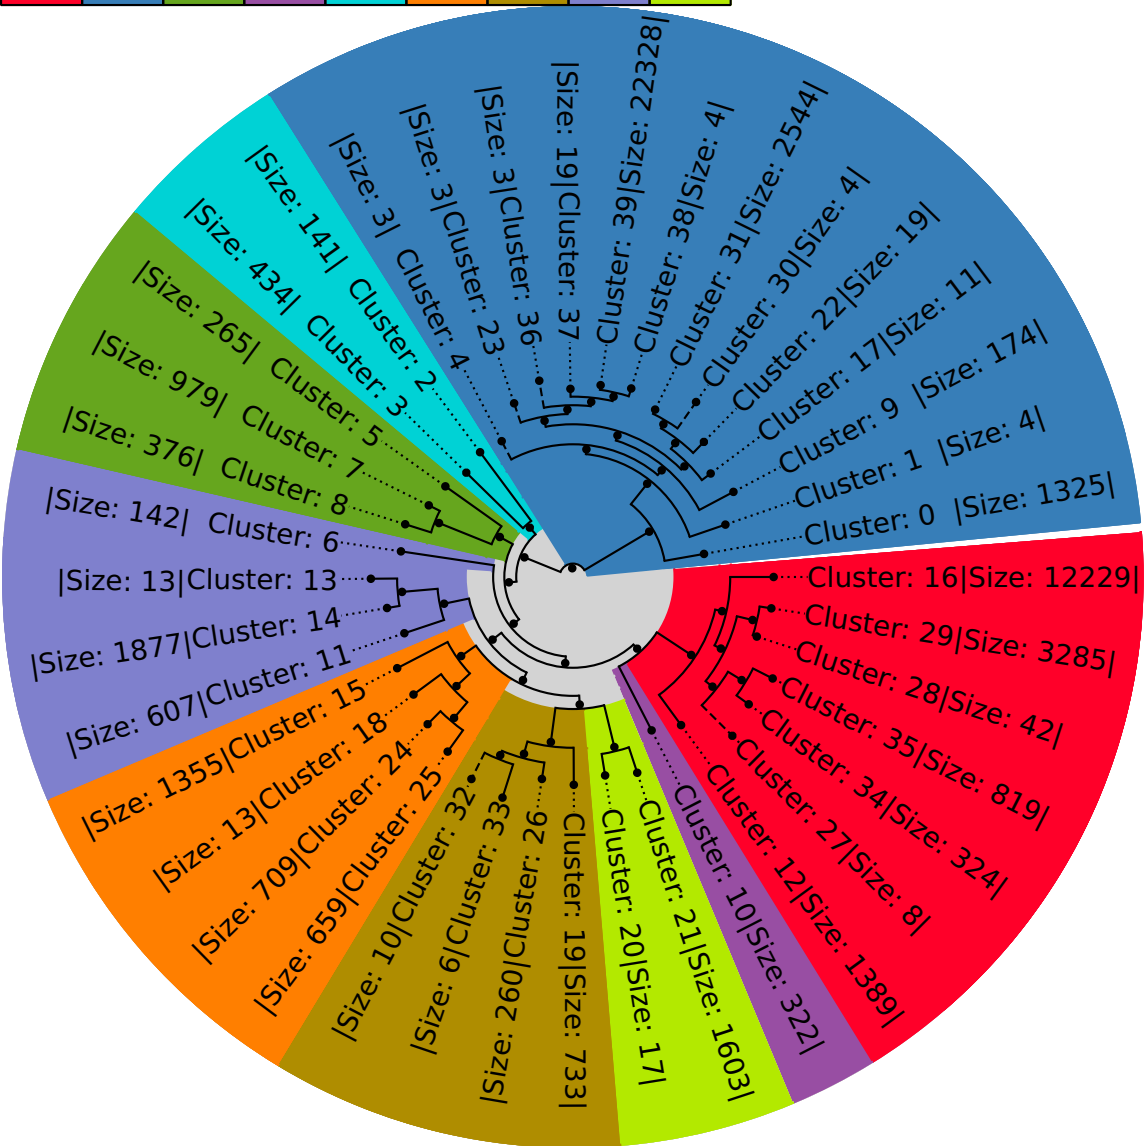 |Size: 3| Cluster: 4
|Size: 3|Cluster: 23
|Size: 3|Cluster: 36
|Size: 19|Cluster: 37
Cluster: 39|Size: 22328|
Cluster: 38|Size: 4|
Cluster: 31|Size: 2544|
Cluster: 30|Size: 4|
Cluster: 22|Size: 19|
Cluster: 17|Size: 11|
Cluster: 9 |Size: 174|
Cluster: 1 |Size: 4|
Cluster: 0 |Size: 1325|
Cluster: 16|Size: 12229|
Cluster: 29|Size: 3285|
Cluster: 28|Size: 42|
Cluster: 35|Size: 819|
Cluster: 34|Size: 324|
Cluster: 27|Size: 8|
Cluster: 12|Size: 1389|
Cluster: 10|Size: 322|
Cluster: 21|Size: 1603|
Cluster: 20|Size: 17|
Cluster: 19|Size: 733|
|Size: 260|Cluster: 26
|Size: 6|Cluster: 33
|Size: 10|Cluster: 32
|Size: 659|Cluster: 25
|Size: 709|Cluster: 24
|Size: 13|Cluster: 18
|Size: 1355|Cluster: 15
|Size: 607|Cluster: 11
|Size: 1877|Cluster: 14
|Size: 13|Cluster: 13
|Size: 142| Cluster: 6
|Size: 376| Cluster: 8
|Size: 979| Cluster: 7
|Size: 265| Cluster: 5
|Size: 434| Cluster: 3
|Size: 141| Cluster: 2